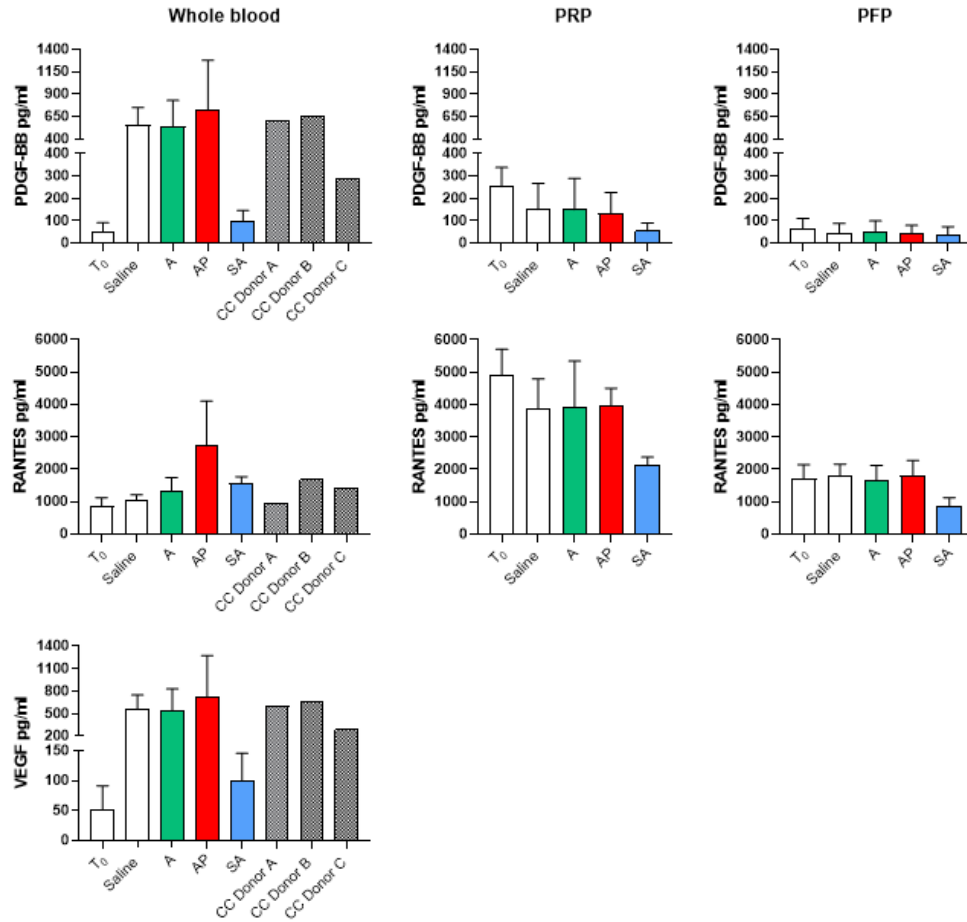 Whole blood
PRP
PFP
PDGF-BB pg/ml
1400
1150
900
650
400
400
300
200
100
0
T0
Saline
A
AP
SA
CC Donor A
CC Donor B
CC Donor C
PDGF-BB pg/ml
1400
1150
900
650
400
400
300
200
100
0
T0
Saline
A
AP
SA
PDGF-BB pg/ml
1400
1150
900
650
400
400
300
200
100
0
T0
Saline
A
AP
SA
RANTES pg/ml
6000
5000
4000
3000
2000
1000
0
T0
Saline
A
AP
SA
CC Donor A
CC Donor B
CC Donor C
RANTES pg/ml
6000
5000
4000
3000
2000
1000
0
T0
Saline
A
AP
SA
RANTES pg/ml
6000
5000
4000
3000
2000
1000
0
T0
Saline
A
AP
SA
VEGF pg/ml
1400
1100
800
500
200
150
100
50
0
T0
Saline
A
AP
SA
CC Donor A
CC Donor B
CC Donor C